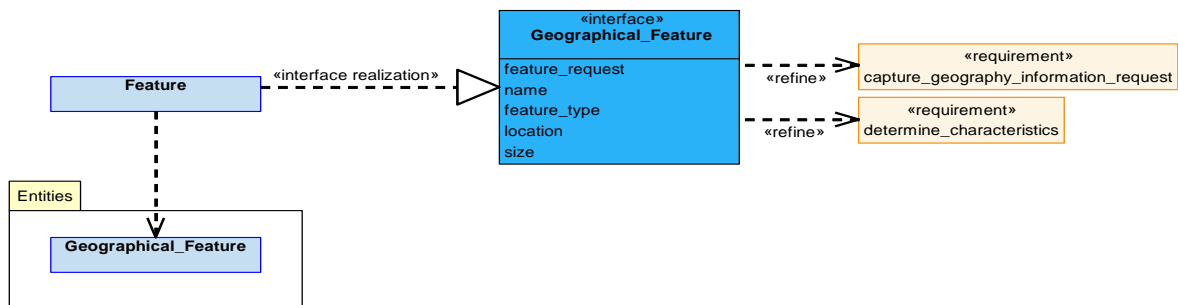 «interface»
Geographical_Feature
feature_request
name
feature_type
location
size
Feature
«interface realization»
«refine»
«requirement»
capture_geography_information_request
«refine»
«requirement»
determine_characteristics
Entities
Geographical_Feature